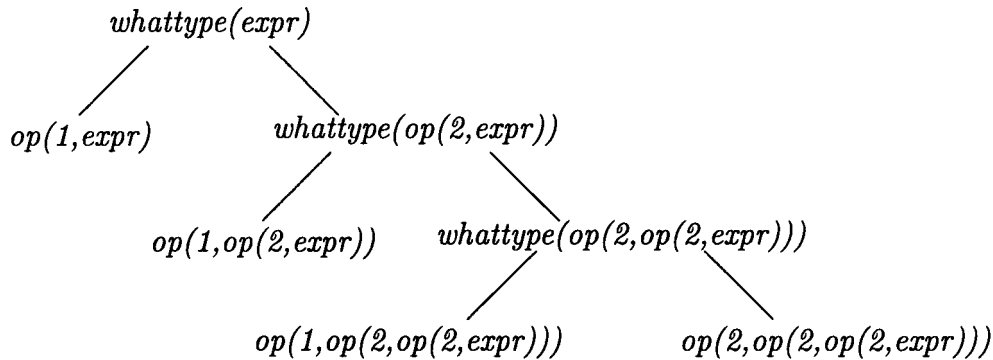 whattype(expr)
op(1,expr) whattype(op(2,expr))
op(1,op(2,expr)) whattype(op(2,op(2,expr)))
op(1,op(2,op(2,expr))) op(2,op(2,op(2,expr)))